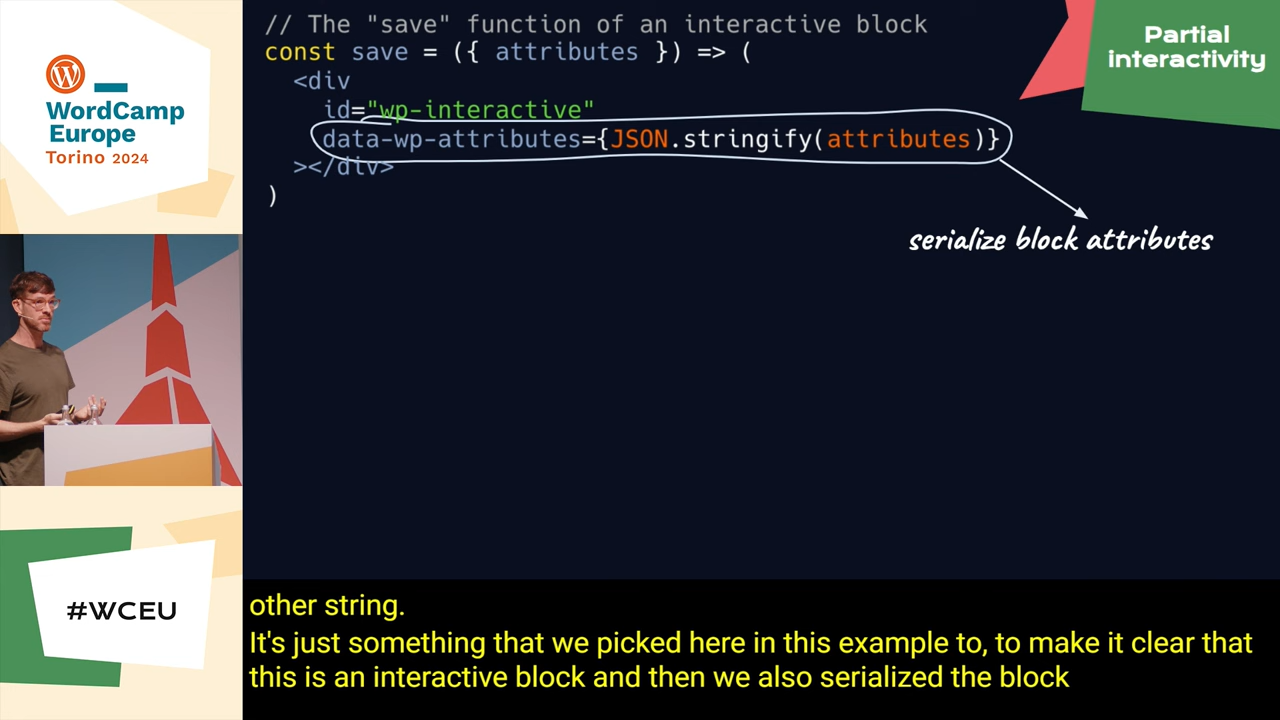 WordCamp
Europe
Torino 2024
#WCEU
// The "save" function of an interactive block
const save = ({ attributes }) => (
<div
id="wp-interactive"
data-wp-attributes={JSON.stringify(attributes)}
></div>
)
serialize block attributes
Partial
interactivity
other string.
It's just something that we picked here in this example to, to make it clear that
this is an interactive block and then we also serialized the block